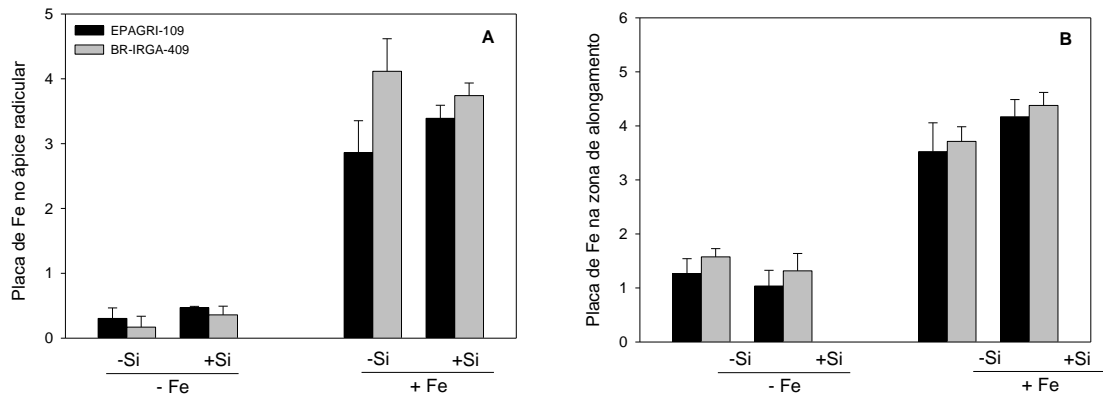 5
4
3
2
1
0
Placa de Fe no ápice radicular
EPAGRI-109
BR-IRGA-409
A
-Si +Si -Si +Si
- Fe + Fe
6
5
4
3
2
1
0
Placa de Fe na zona de alongamento
B
-Si +Si -Si +Si
- Fe + Fe